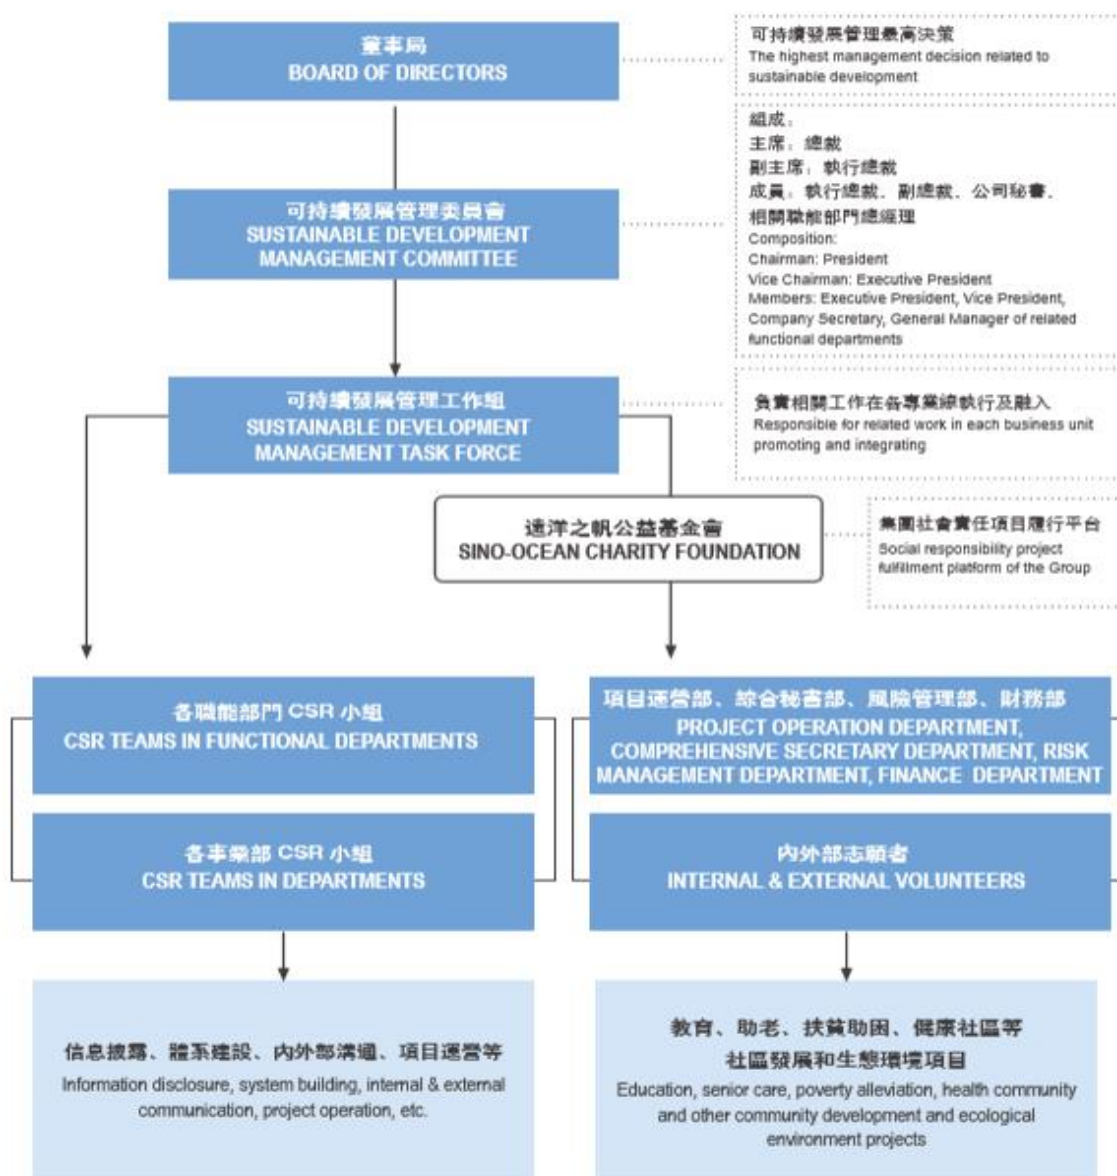 董事局
BOARD OF DIRECTORS
可持續發展管理最高決策
The highest management decision related to
sustainable development
組成：
主席：總裁
副主席：執行總裁
成員：執行總裁、副總裁、公司秘書、
相關職能部門總經理
Composition:
Chairman: President
Vice Chairman: Executive President
Members: Executive President, Vice President,
Company Secretary, General Manager of related
functional departments
可持續發展管理委員會
SUSTAINABLE DEVELOPMENT
MANAGEMENT COMMITTEE
可持續發展管理工作組
SUSTAINABLE DEVELOPMENT
MANAGEMENT TASK FORCE
負責相關工作在各專業線執行及融入
Responsible for related work in each business unit
promoting and integrating
遠洋之帆公益基金會
SINO-OCEAN CHARITY FOUNDATION
集團社會責任項目履行平台
Social responsibility project
fulfillment platform of the Group
各職能部門 CSR 小組
CSR TEAMS IN FUNCTIONAL DEPARTMENTS
各事業部 CSR 小組
CSR TEAMS IN DEPARTMENTS
信息披露、體系建設、內外部溝通、項目運營等
Information disclosure, system building, internal & external
communication, project operation, etc.
項目運營部、綜合秘書部、風險管理部、財務部
PROJECT OPERATION DEPARTMENT,
COMPREHENSIVE SECRETARY DEPARTMENT, RISK
MANAGEMENT DEPARTMENT, FINANCE DEPARTMENT
內外部志願者
INTERNAL & EXTERNAL VOLUNTEERS
教育、助老、扶貧助困、健康社區等
社區發展和生態環境項目
Education, senior care, poverty alleviation, health community
and other community development and ecological
environment projects